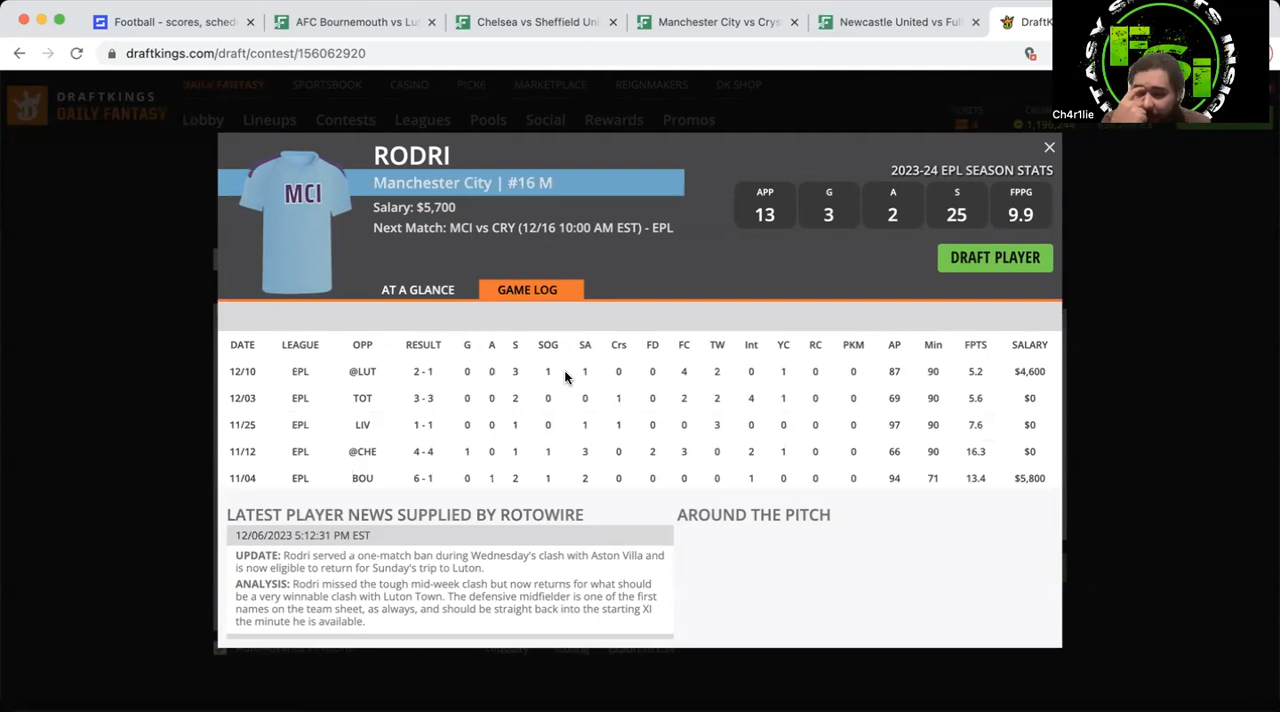 Football - scores, sched
AFC Bournemouth vs Lu
Chelsea vs Sheffield Uni
Manchester City vs Crys
Newcastle United vs Full
DraftK
draftkings.com/draft/contest/156062920
FSI
Ch4r1lie
DRAFTKINGS
DAILY FANTASY
DAILY FANTASY SPORTSBOOK CASINO PICK6 MARKETPLACE REIGNMAKERS DK SHOP
Lobby Lineups Contests Leagues Pools Social Rewards Promos
TICKETS
MCI
RODRI
Manchester City | #16 M
Salary: $5,700
Next Match: MCI vs CRY (12/16 10:00 AM EST) - EPL
2023-24 EPL SEASON STATS
APP G A S FPPG
13 3 2 25 9.9
DRAFT PLAYER
AT A GLANCE GAME LOG
DATE LEAGUE OPP RESULT G A S SOG SA Crs FD FC TW Int YC RC PKM AP Min FPTS SALARY
12/10 EPL @LUT 2 - 1 0 0 3 1 1 0 0 4 2 0 1 0 0 87 90 5.2 $4,600
12/03 EPL TOT 3 - 3 0 0 2 0 0 1 0 2 2 4 1 0 0 69 90 5.6 $0
11/25 EPL LIV 1 - 1 0 0 1 0 1 1 0 0 3 0 0 0 0 97 90 7.6 $0
11/12 EPL @CHE 4 - 4 1 0 1 1 3 0 2 3 0 2 1 0 0 66 90 16.3 $0
11/04 EPL BOU 6 - 1 0 1 2 1 2 0 0 0 0 1 0 0 0 94 71 13.4 $5,800
LATEST PLAYER NEWS SUPPLIED BY ROTOWIRE
AROUND THE PITCH
12/06/2023 5:12:31 PM EST
UPDATE: Rodri served a one-match ban during Wednesday's clash with Aston Villa and
is now eligible to return for Sunday's trip to Luton.
ANALYSIS: Rodri missed the tough mid-week clash but now returns for what should
be a very winnable clash with Luton Town. The defensive midfielder is one of the first
names on the team sheet, as always, and should be straight back into the starting XI
the minute he is available.